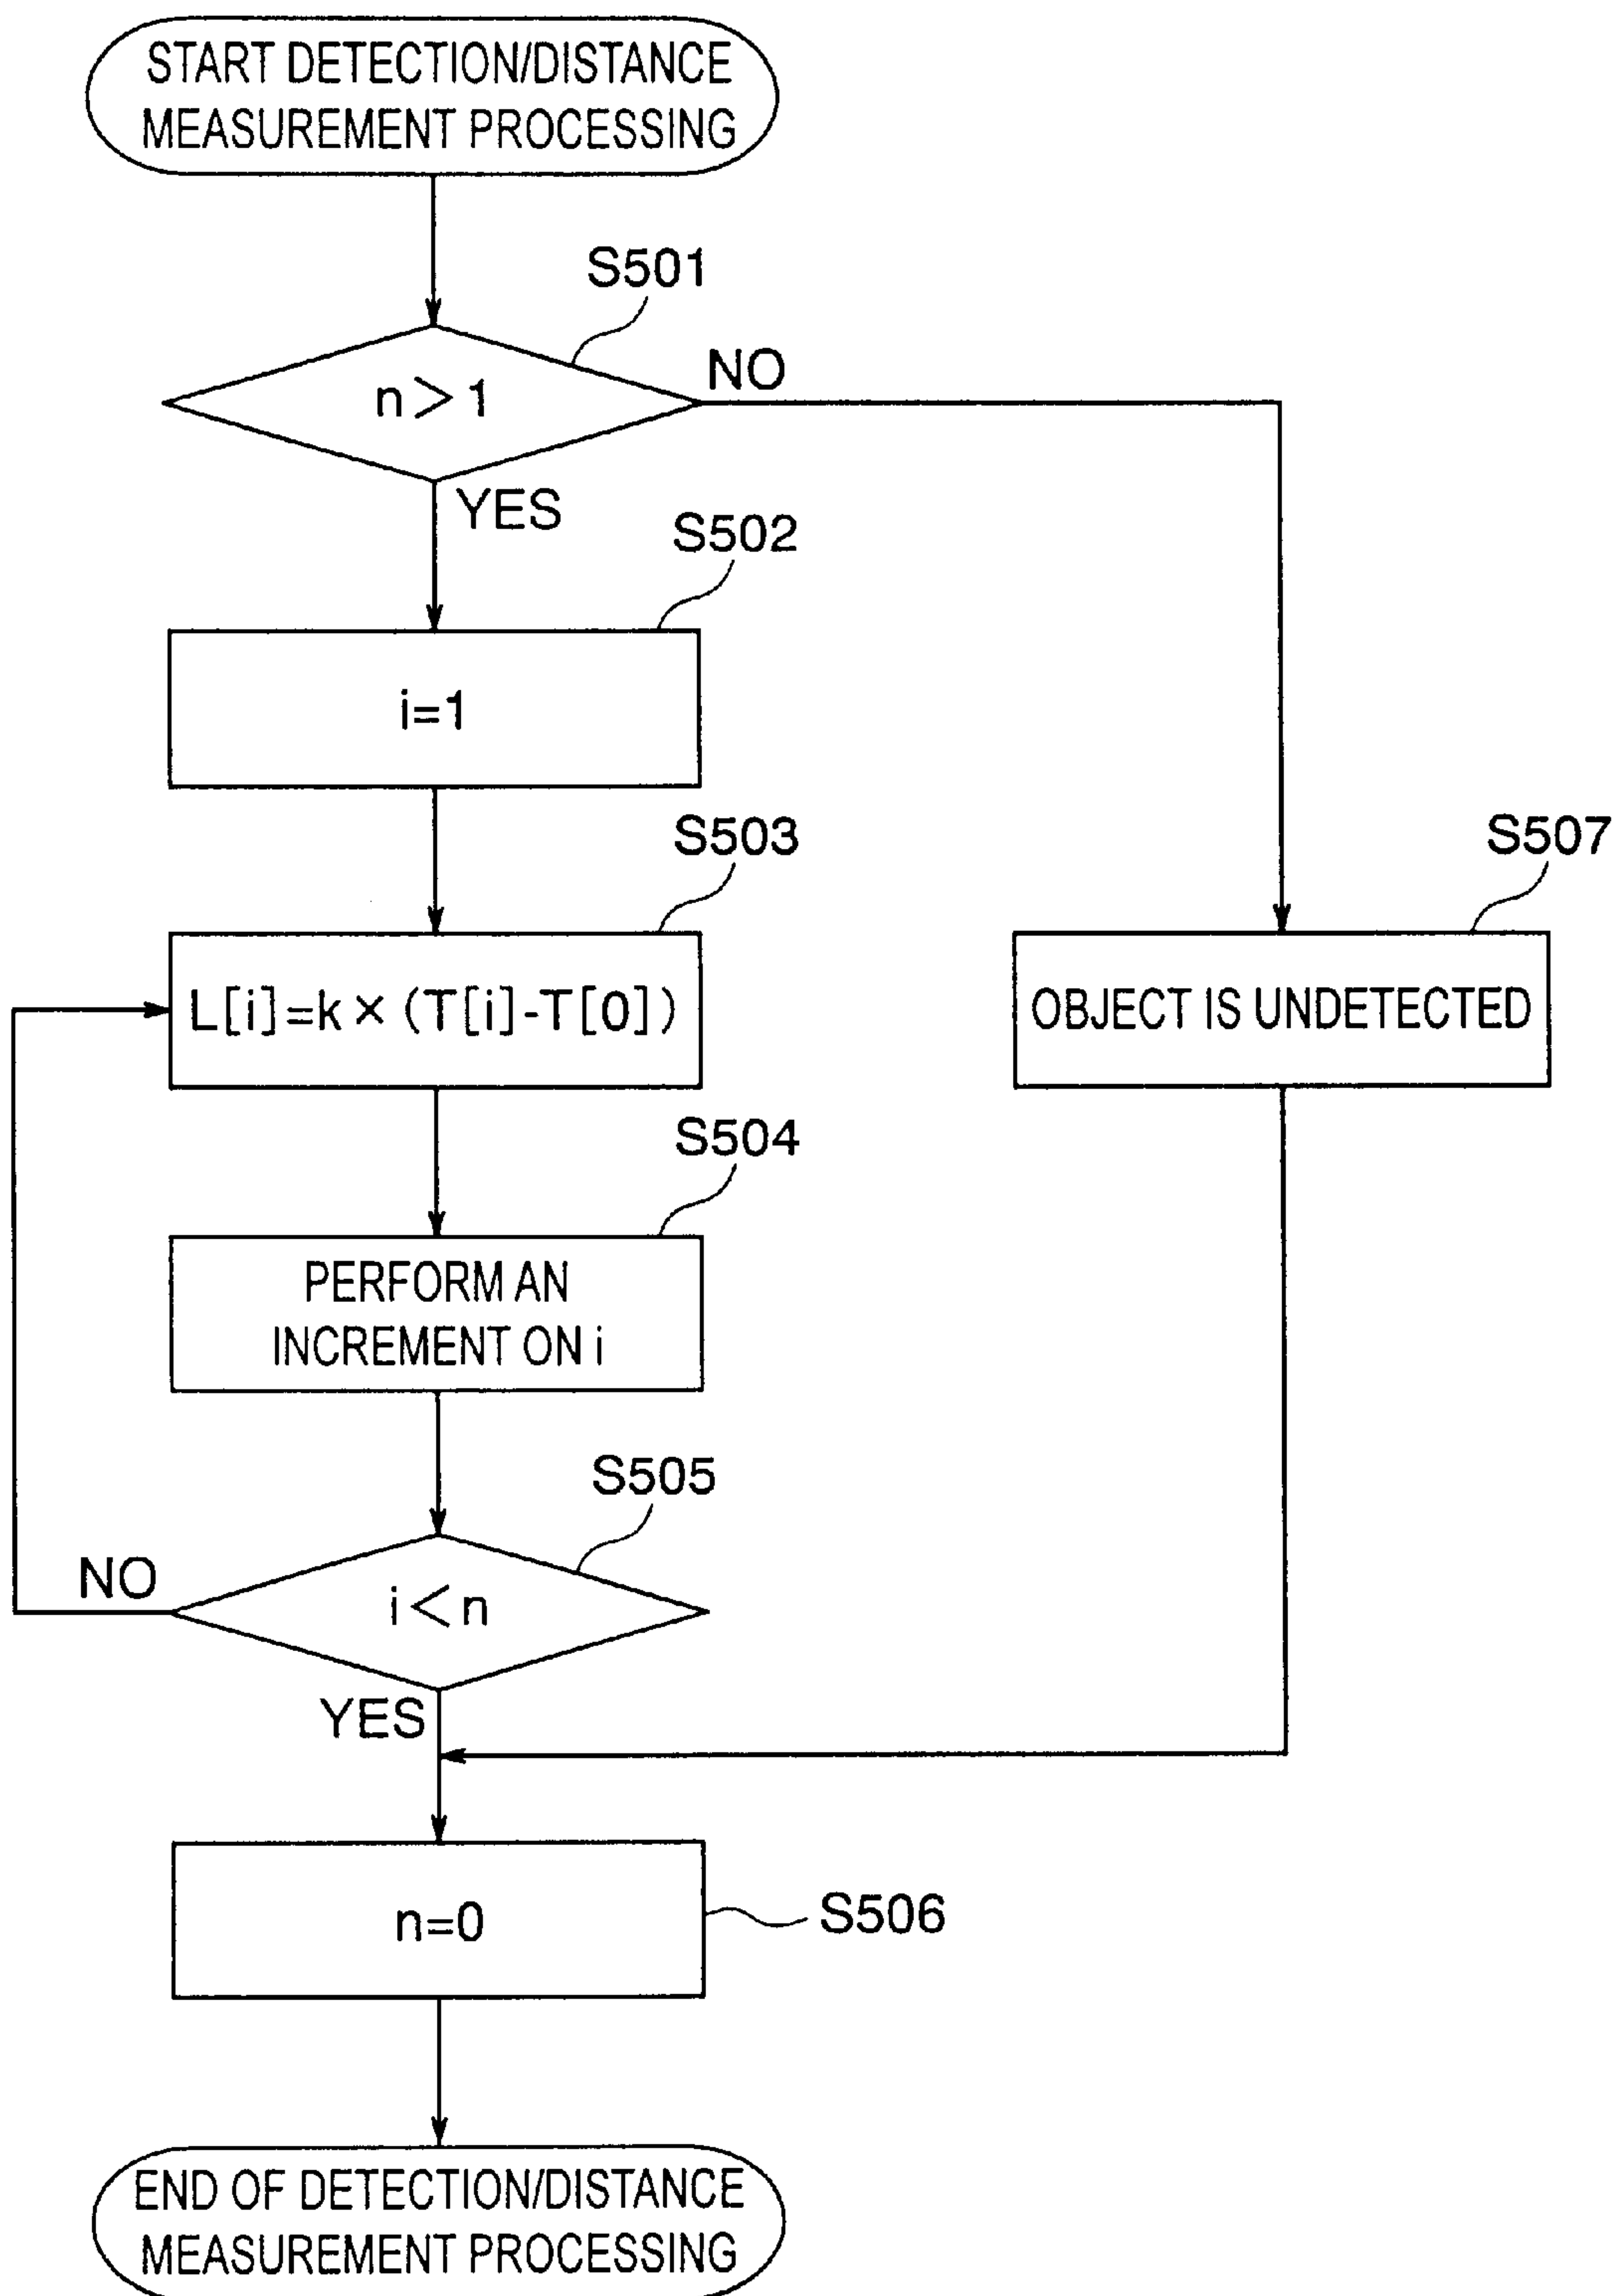 START DETECTION/DISTANCE
MEASUREMENT PROCESSING
S501
n>1
NO
YES
S502
i=1
S503
L[i]=k×(T[i]-T[0])
S507
OBJECT IS UNDETECTED
S504
PERFORM AN
INCREMENT ON i
S505
NO
i<n
YES
n=0
S506
END OF DETECTION/DISTANCE
MEASUREMENT PROCESSING